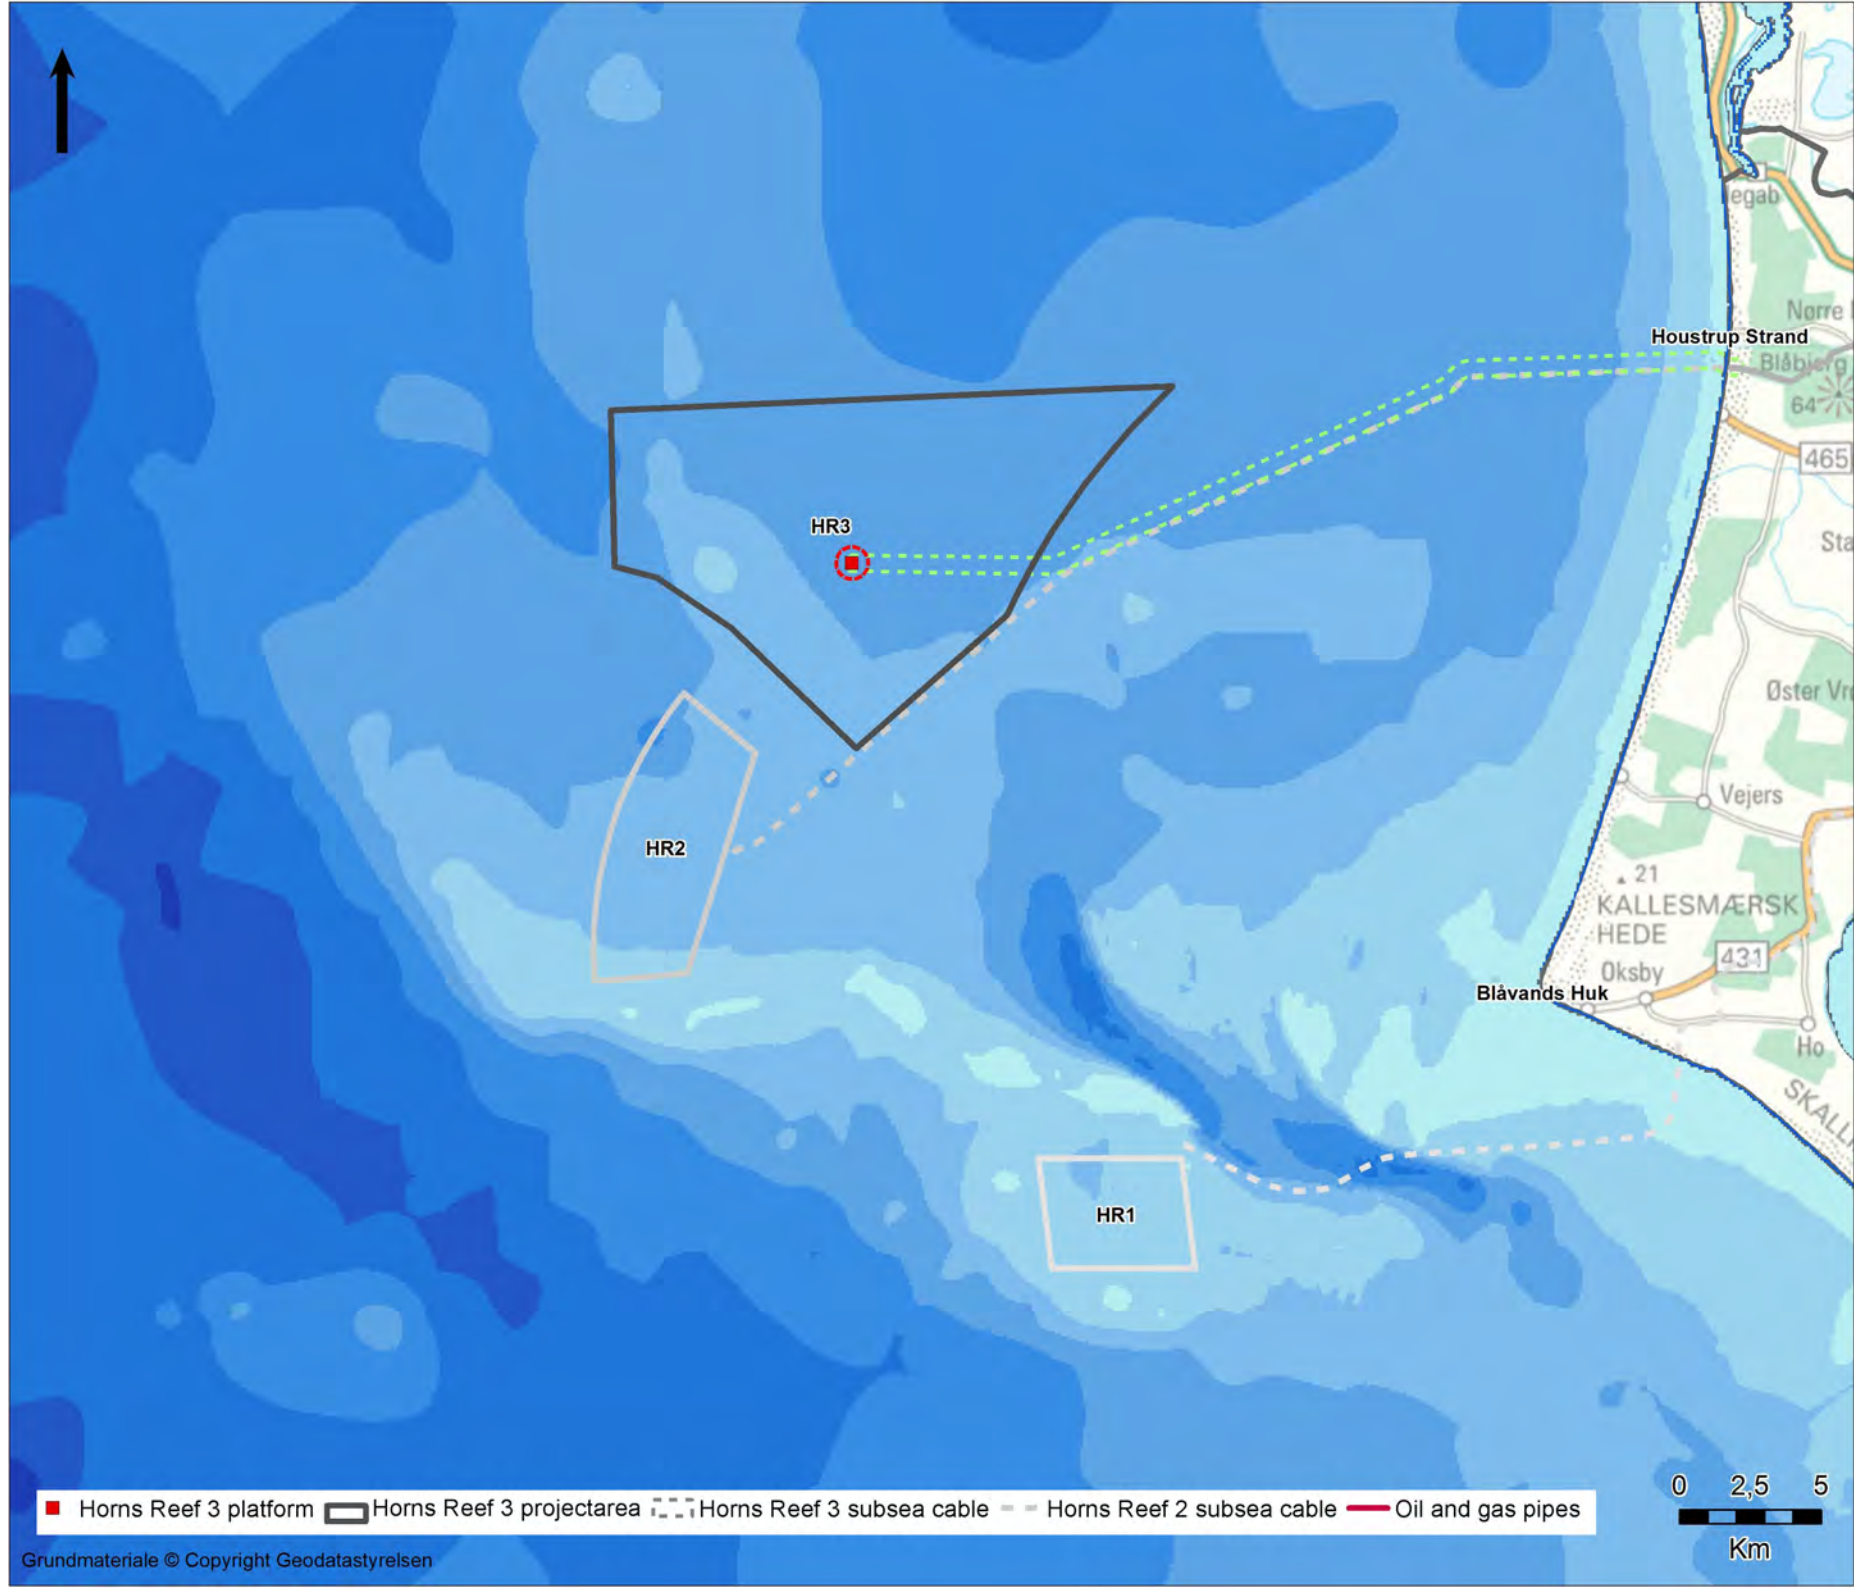 Nørre
Houstrup Strand
Blåbjerg
64
465
HR3
Sta
Øster Vr
Vejers
HR2
21
KALLESMÆRSK
HEDE
431
Oksby
Blåvands Huk
Ho
SKALLI
HR1
0 2,5 5
Km
Horns Reef 3 platform Horns Reef 3 projectarea Horns Reef 3 subsea cable Horns Reef 2 subsea cable Oil and gas pipes
Grundmateriale © Copyright Geodatastyrelsen